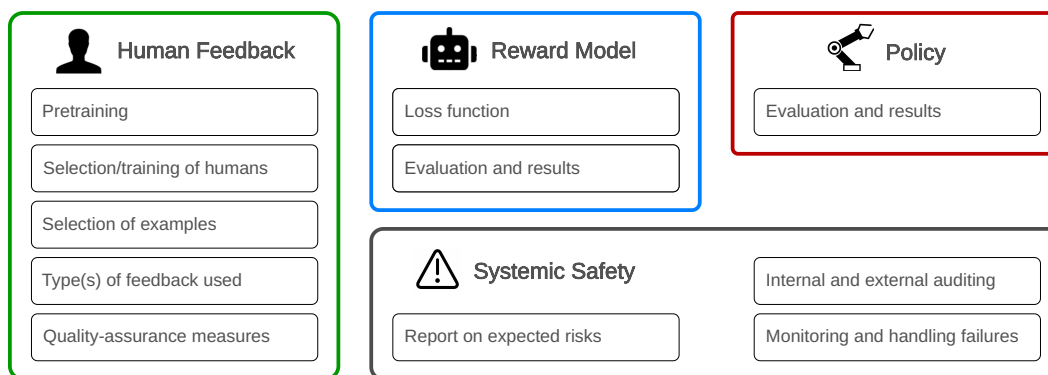 Human Feedback
Pretraining
Selection/training of humans
Selection of examples
Type(s) of feedback used
Quality-assurance measures
Reward Model
Loss function
Evaluation and results
Policy
Evaluation and results
Systemic Safety
Report on expected risks
Internal and external auditing
Monitoring and handling failures